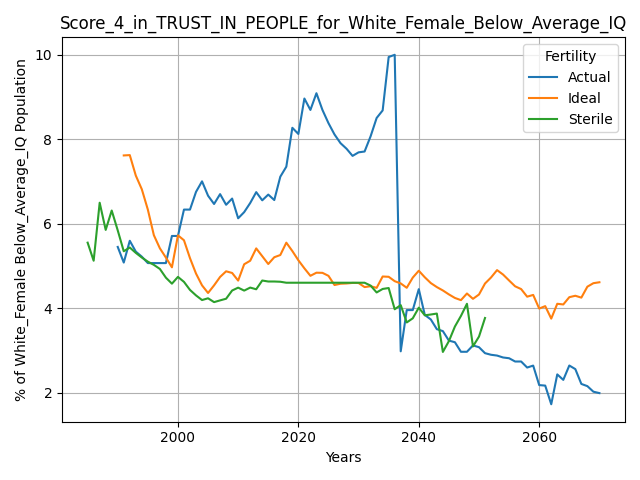 Score_4_in_TRUST_IN_PEOPLE_for_White_Female_Below_Average_IQ
Fertility
Actual
Ideal
Sterile
% of White_Female Below_Average_IQ Population
10
8
6
4
2
2000
2020
2040
2060
Years